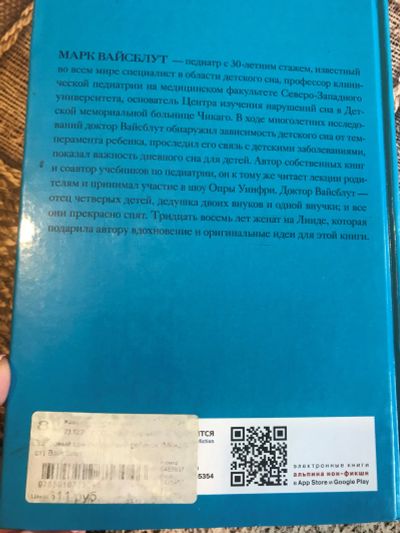 МАРК ВАЙСБЛУТ — педиатр с 30-летним стажем, известный
во всем мире специалист в области детского сна, профессор клини-
ческой педиатрии на медицинском факультете Северо-Западного
университета, основатель Центра изучения нарушений сна в Дет-
ской мемориальной больнице Чикаго. В ходе многолетних исследо-
ваний доктор Вайсблут обнаружил зависимость детского сна от тем-
перамента ребенка, проследил его связь с детскими заболеваниями,
показал важность дневного сна для детей. Автор собственных книг
и соавтор учебников по педиатрии, он к тому же читает лекции роди-
телям и принимал участие в шоу Опры Уинфри. Доктор Вайсблут —
отец четверых детей, дедушка двоих внуков и одной внучки; и все
они прекрасно спят. Тридцать восемь лет женат на Линде, которая
подарила автору вдохновение и оригинальные идеи для этой книги.
5354
электронные книги
альпина нон-фикшн
в App Store и Google Play
Вайсблут
611 руб